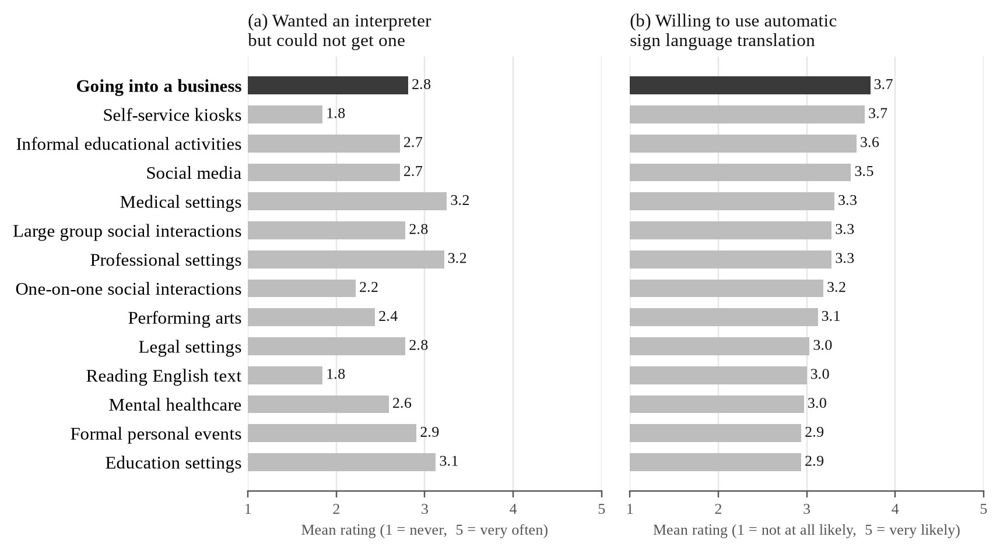 (a) Wanted an interpreter
but could not get one
(b) Willing to use automatic
sign language translation
Going into a business 2.8 3.7
Self-service kiosks 1.8 3.7
Informal educational activities 2.7 3.6
Social media 2.7 3.5
Medical settings 3.2 3.3
Large group social interactions 2.8 3.3
Professional settings 3.2 3.3
One-on-one social interactions 2.2 3.2
Performing arts 2.4 3.1
Legal settings 2.8 3.0
Reading English text 1.8 3.0
Mental healthcare 2.6 3.0
Formal personal events 2.9 2.9
Education settings 3.1 2.9
1 2 3 4 5 1 2 3 4 5
Mean rating (1 = never, 5 = very often)
Mean rating (1 = not at all likely, 5 = very likely)